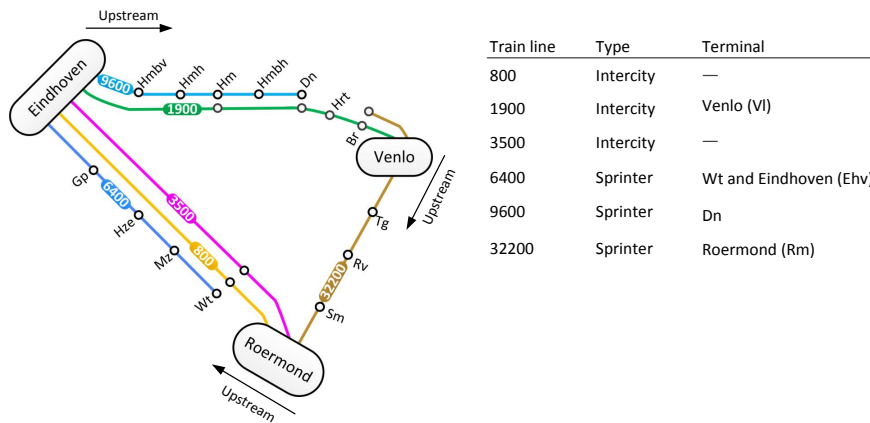 Upstream
Eindhoven
9600
Hmbv
Hmh
Hm
Hmbh
Dn
1900
Hrt
Br
Venlo
Upstream
Gp
6400
Hze
Mz
Wt
3500
800
Tg
Rv
32200
Sm
Roermond
Upstream
Train line Type Terminal
800 Intercity —
1900 Intercity Venlo (Vl)
3500 Intercity —
6400 Sprinter Wt and Eindhoven (Ehv)
9600 Sprinter Dn
32200 Sprinter Roermond (Rm)